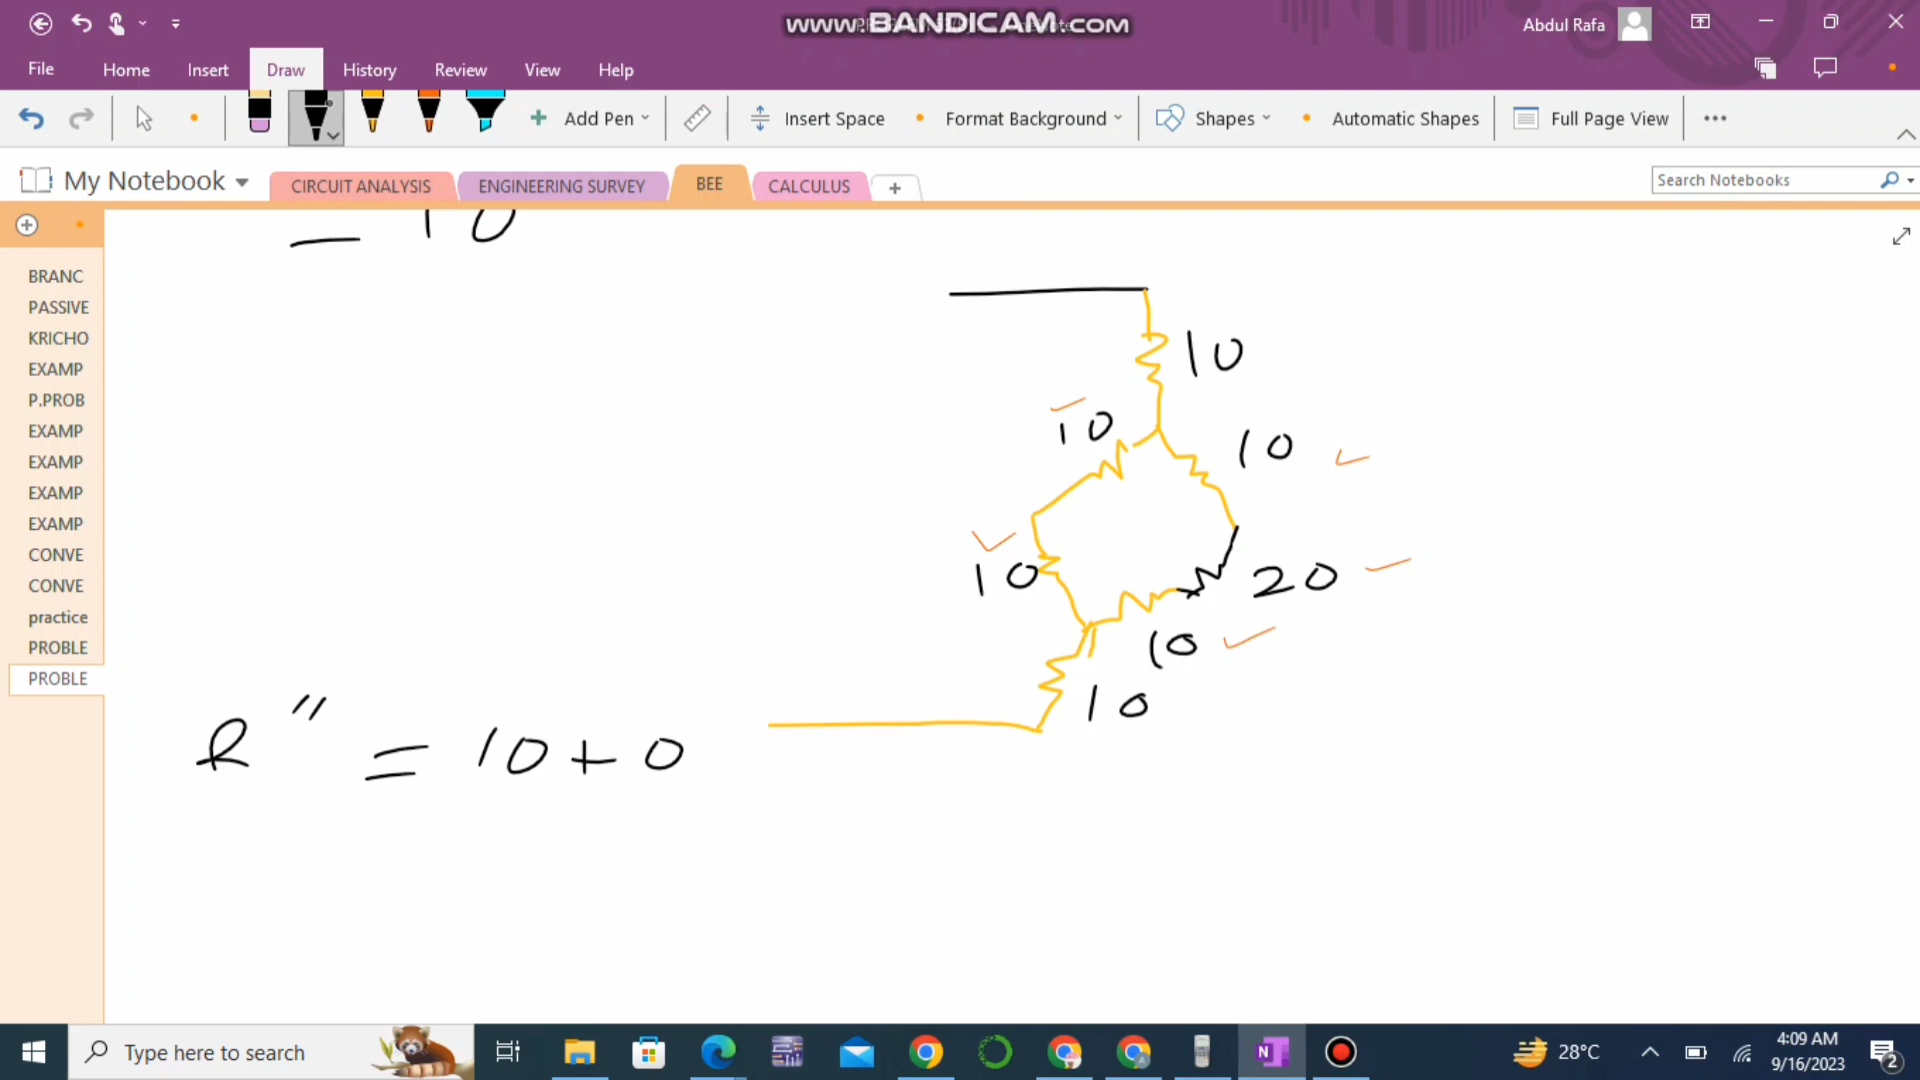 www.BANDICAM.com
Abdul Rafa
File Home Insert Draw History Review View Help
Add Pen Insert Space Format Background Shapes Automatic Shapes Full Page View
My Notebook CIRCUIT ANALYSIS ENGINEERING SURVEY BEE CALCULUS Search Notebooks
BRANC
PASSIVE
KRICHO
EXAMP
P.PROB
EXAMP
EXAMP
EXAMP
EXAMP
CONVE
CONVE
practice
PROBLE
PROBLE
10
10
10
10
10
20
10
10
R" = 10+0
Type here to search 28°C 4:09 AM
9/16/2023
2